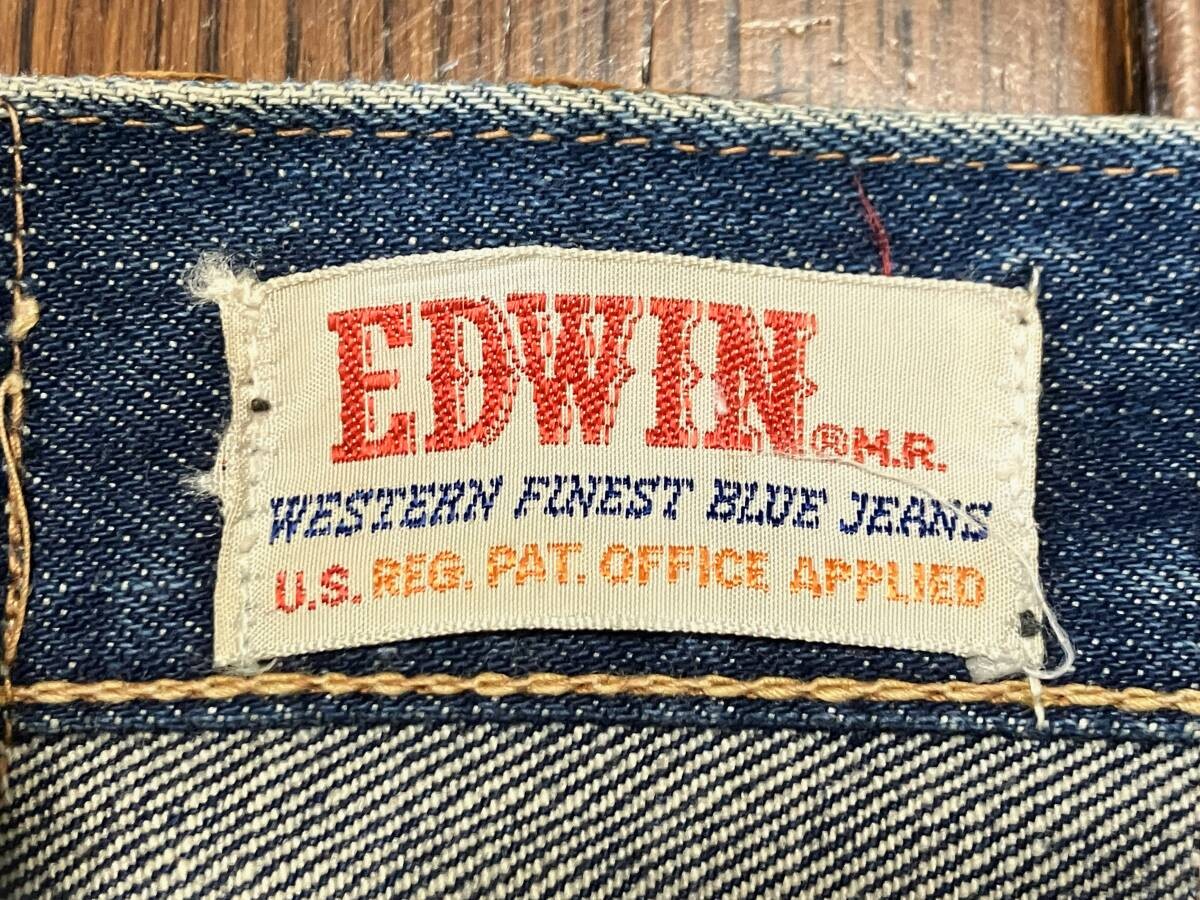 EDWIN®M.R.
WESTERN FINEST BLUE JEANS
U.S. REG. PAT. OFFICE APPLIED